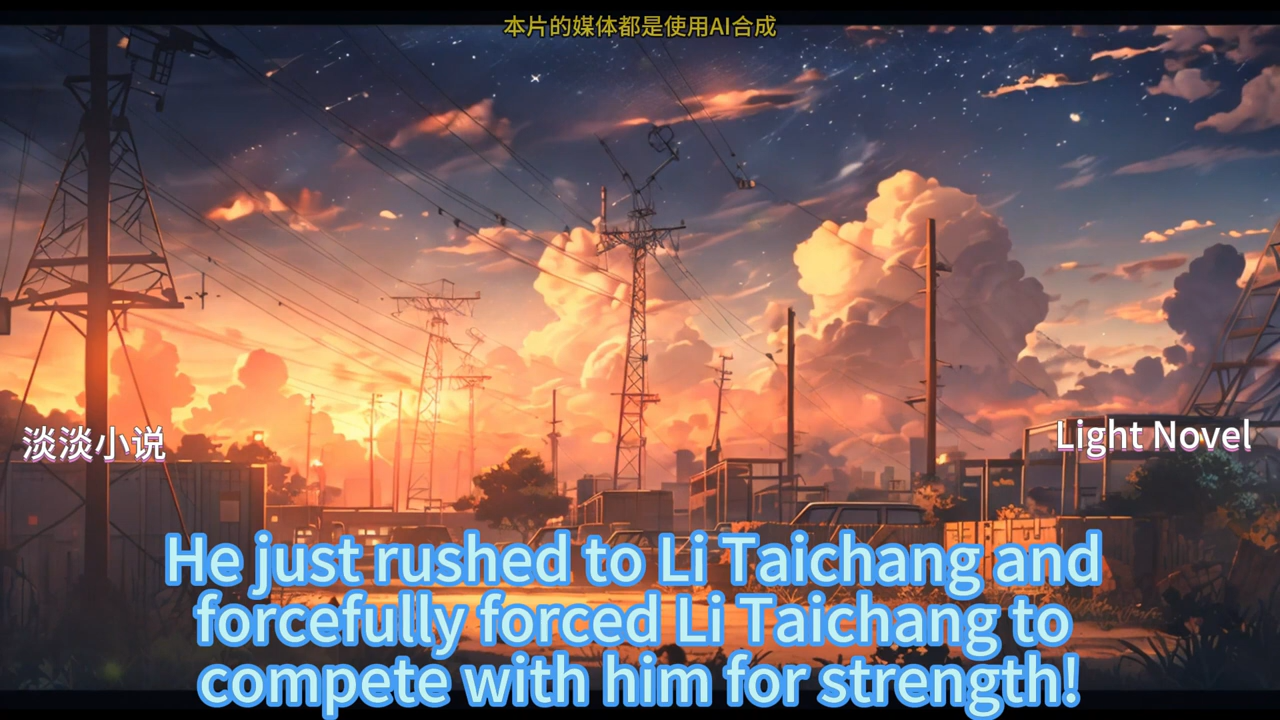 本片的媒体都是使用AI合成
淡淡小说
Light Novel
He just rushed to Li Taichang and
forcefully forced Li Taichang to
compete with him for strength!